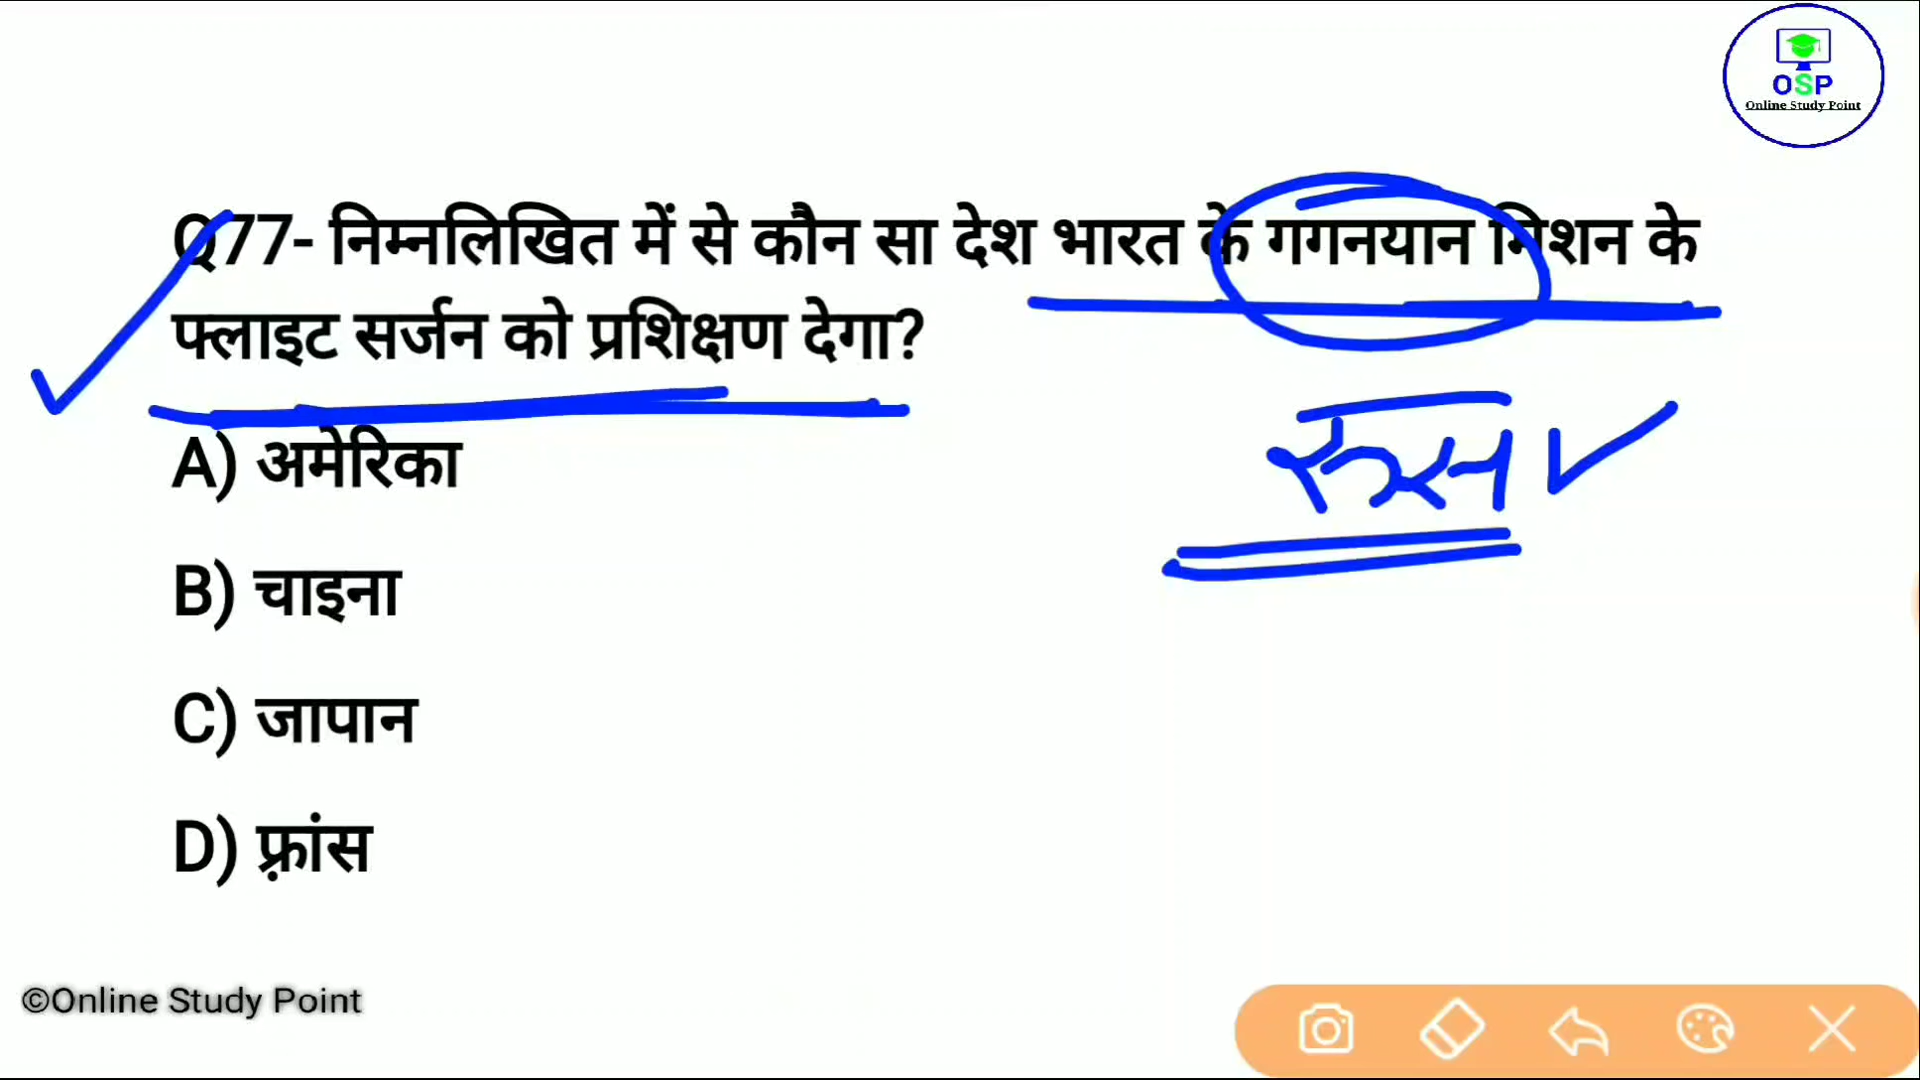 OSP
Online Study Point
Q77- निम्नलिखित में से कौन सा देश भारत के गगनयान मिशन के
फ्लाइट सर्जन को प्रशिक्षण देगा?
रूस
A) अमेरिका
B) चाइना
C) जापान
D) फ़्रांस
©Online Study Point